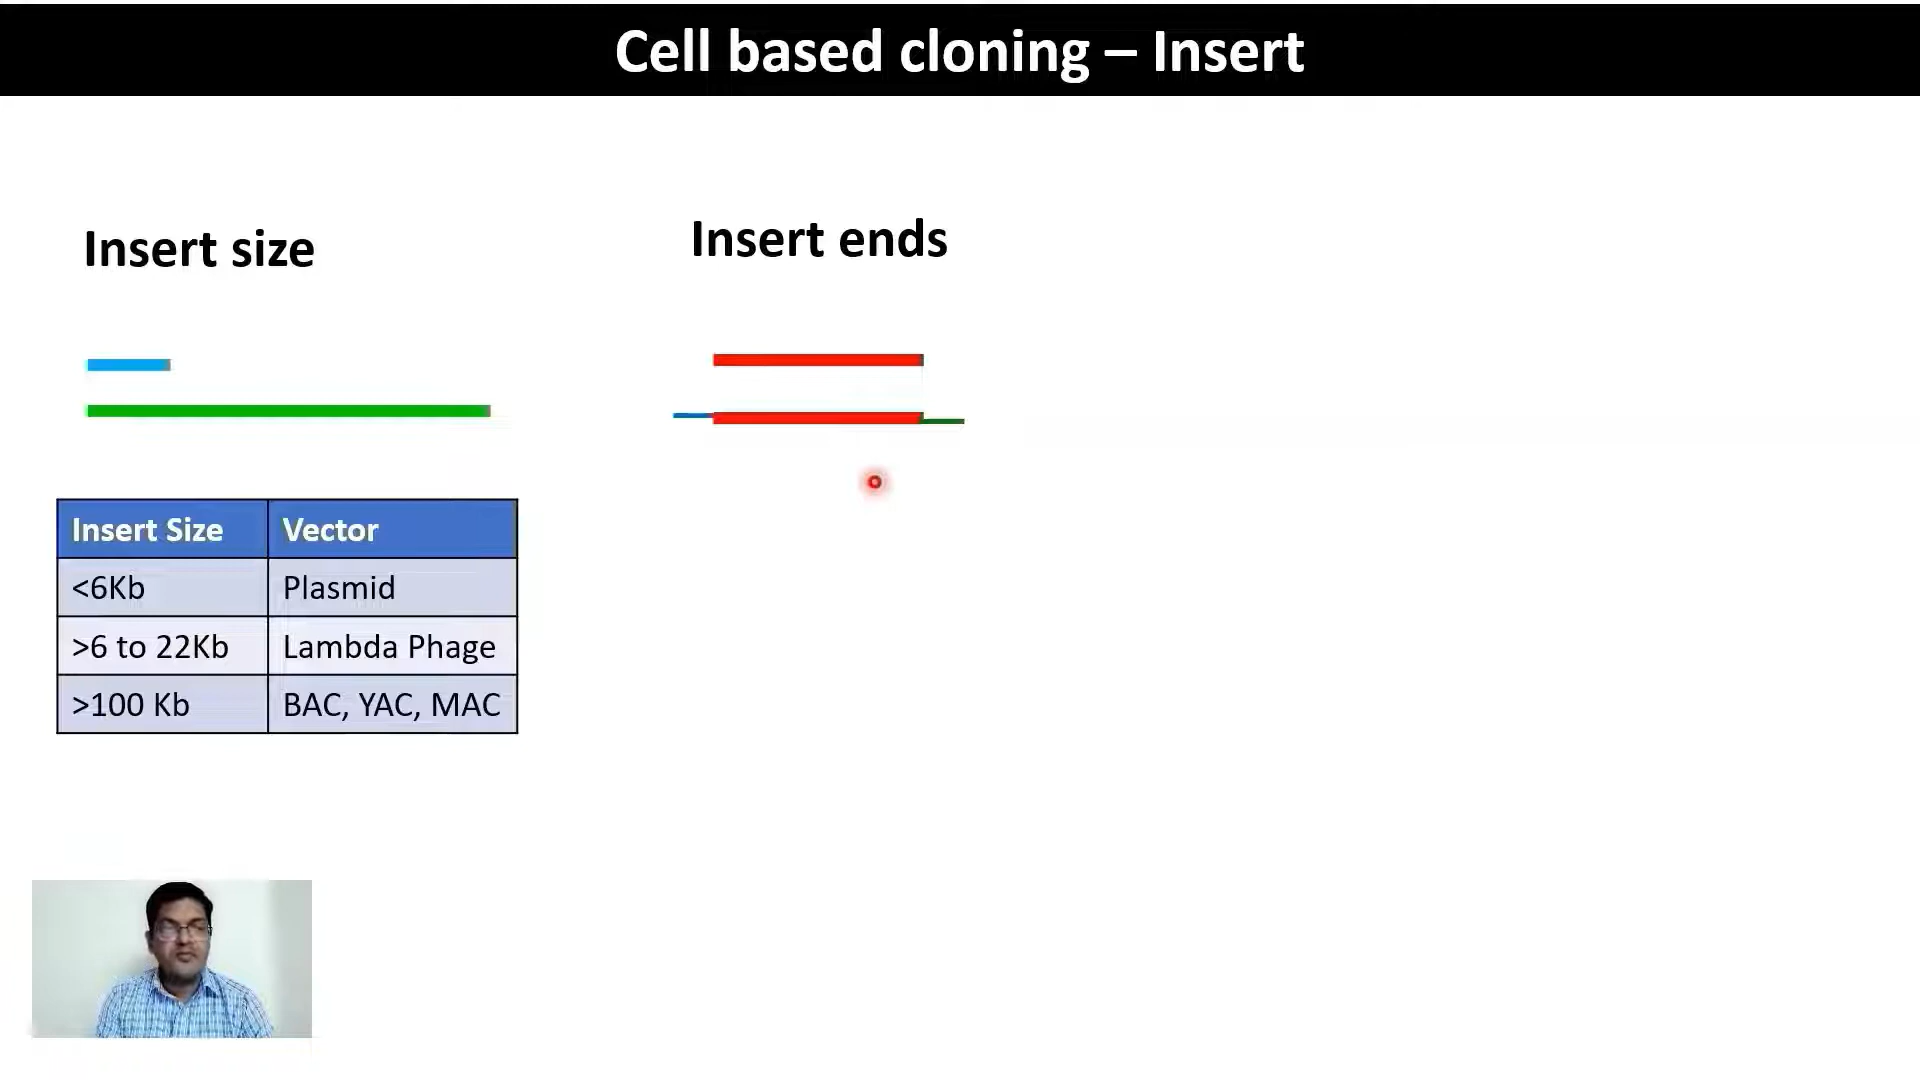 Cell based cloning – Insert
Insert size
Insert ends
Insert Size Vector
<6Kb Plasmid
>6 to 22Kb Lambda Phage
>100 Kb BAC, YAC, MAC